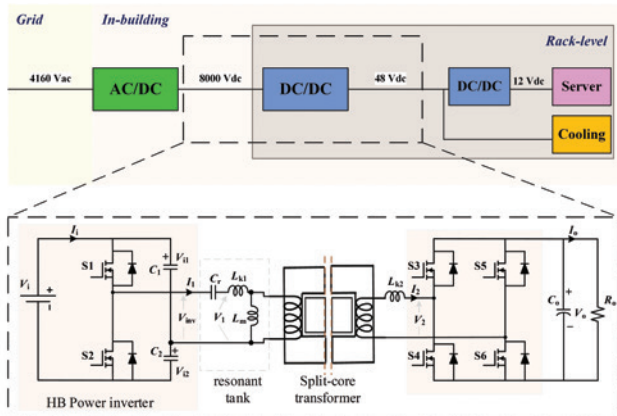 Grid
In-building
Rack-level
4160 Vac
AC/DC
8000 Vdc
DC/DC
48 Vdc
DC/DC
12 Vdc
Server
Cooling
Ii
S1
C1
Vi1
Vi
I1
Cr
Lk1
Lm
Vinv
V1
S2
C2
Vi2
HB Power inverter
resonant
tank
Split-core
transformer
Lk2
I2
V2
S3
S5
S4
S6
Io
Co
Vo
Ro